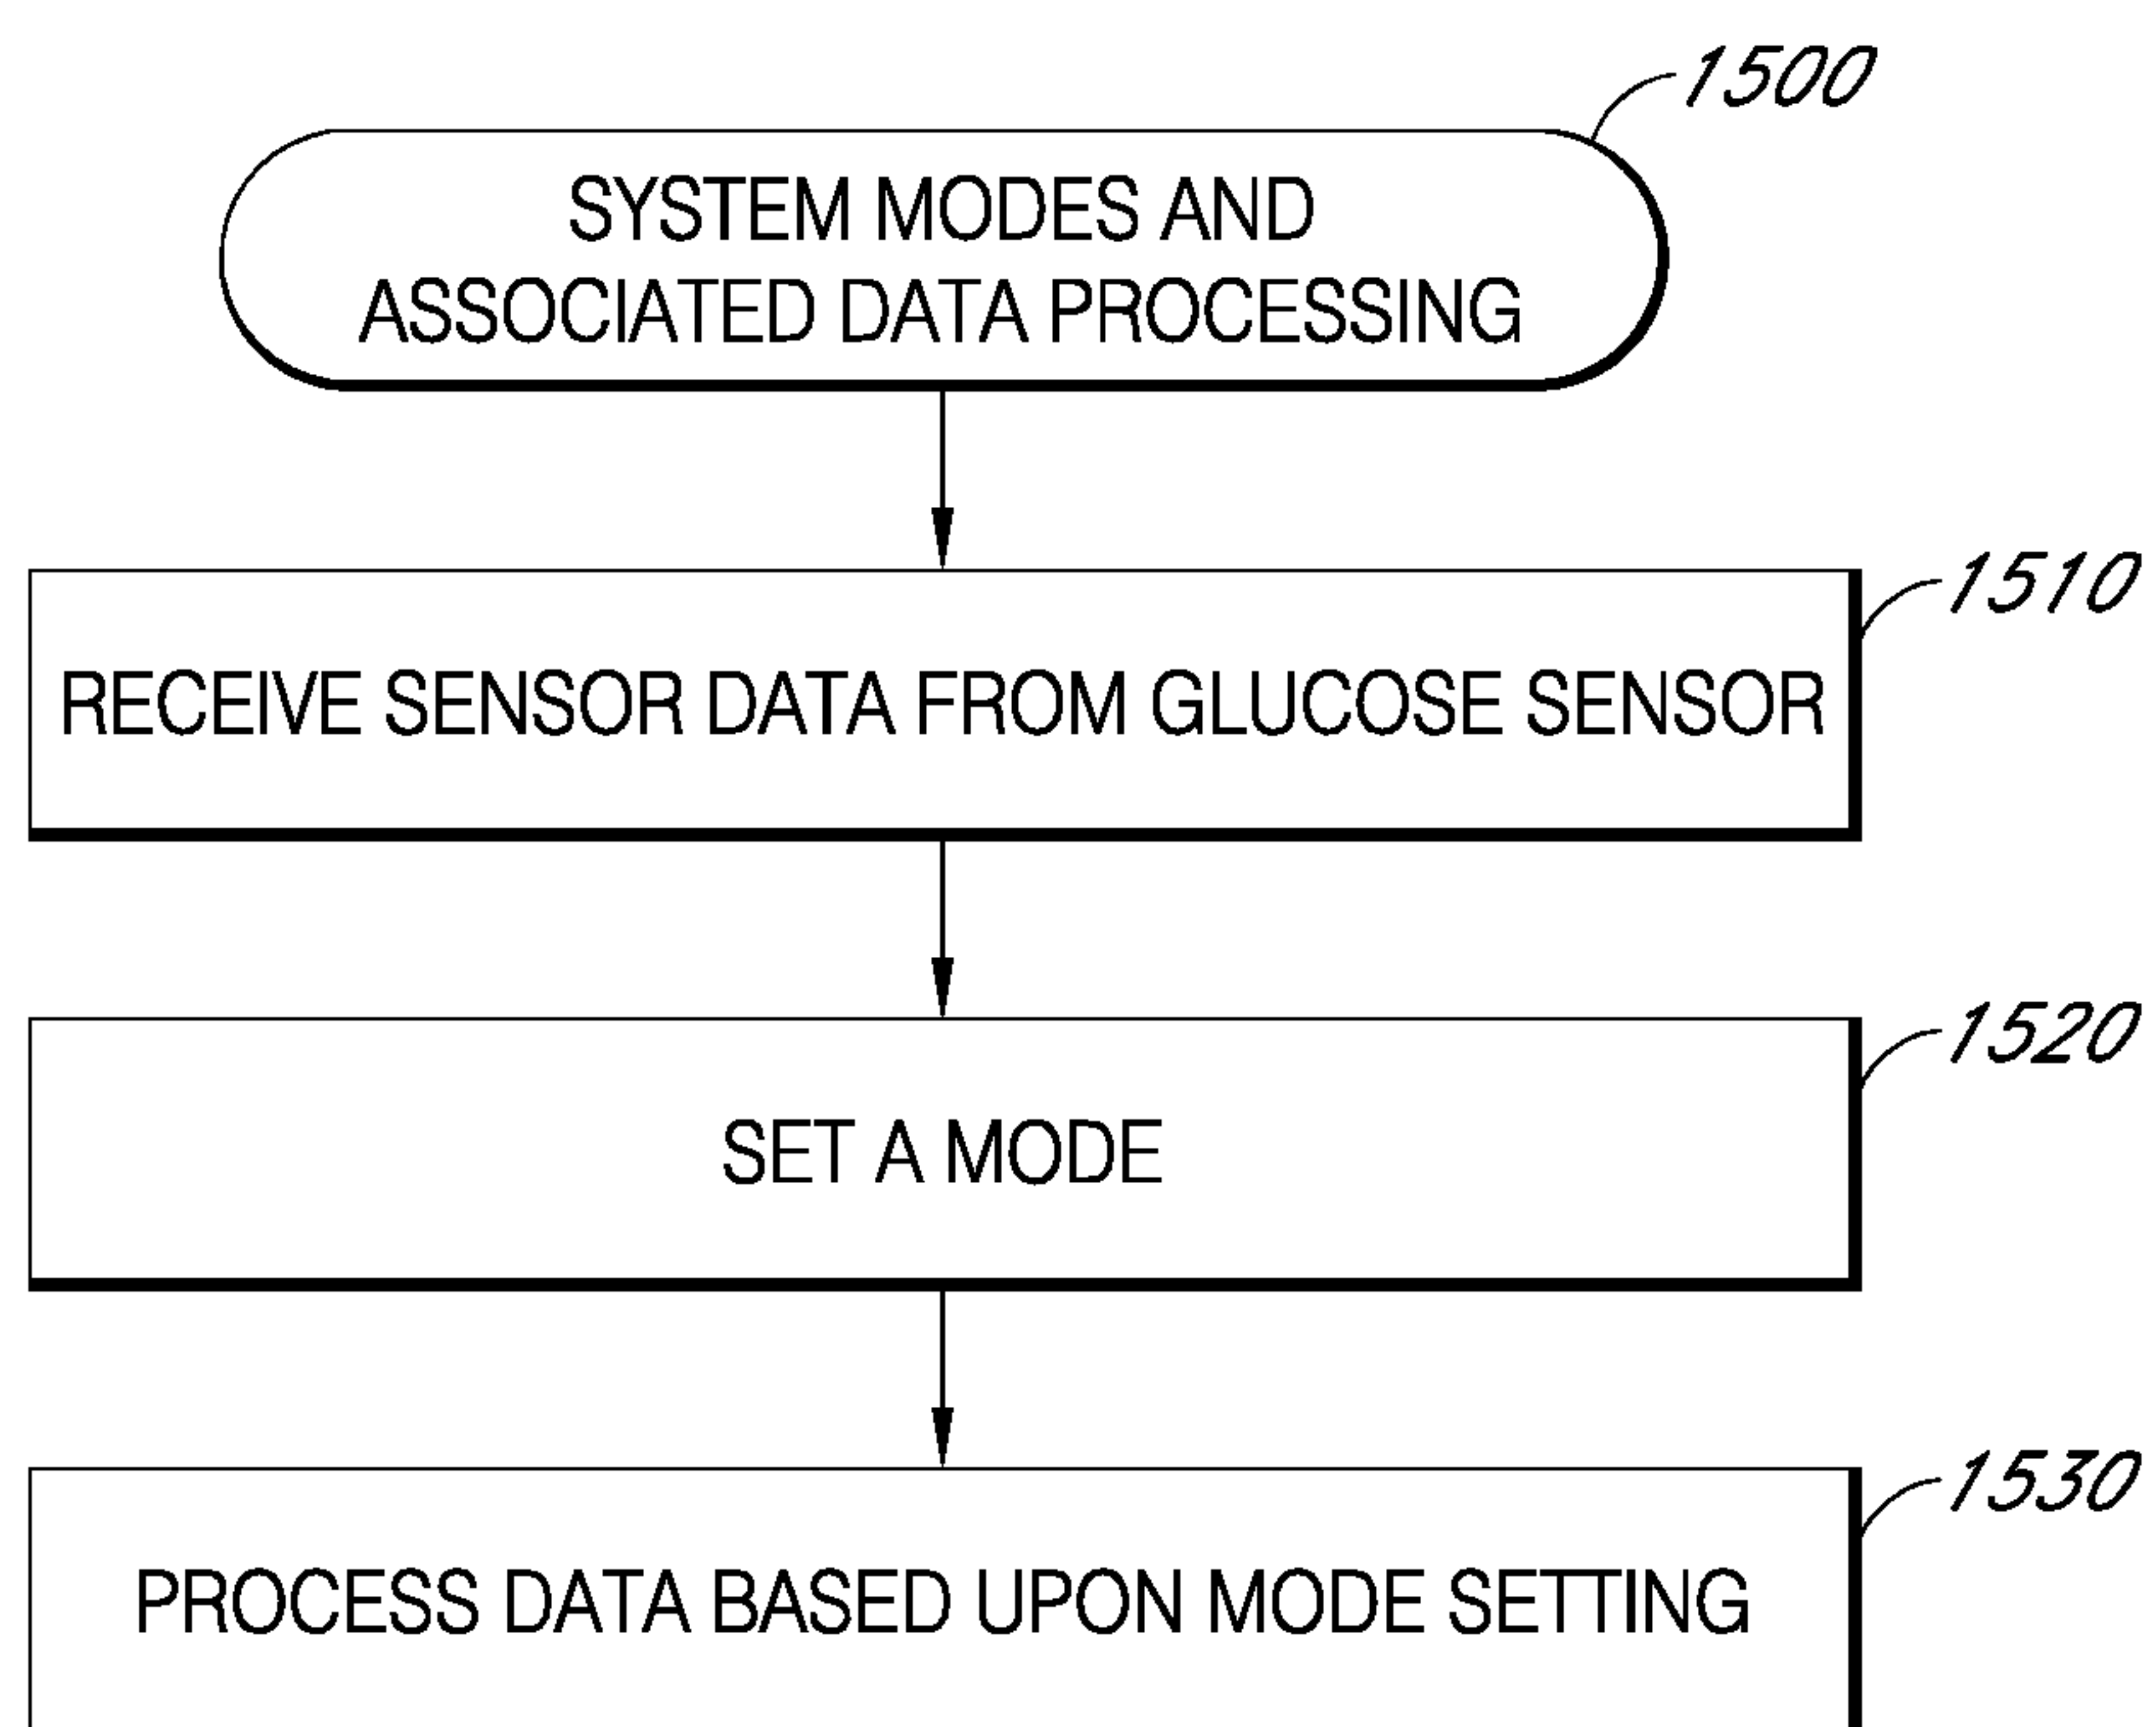 1500
SYSTEM MODES AND
ASSOCIATED DATA PROCESSING
1510
RECEIVE SENSOR DATA FROM GLUCOSE SENSOR
1520
SET A MODE
1530
PROCESS DATA BASED UPON MODE SETTING